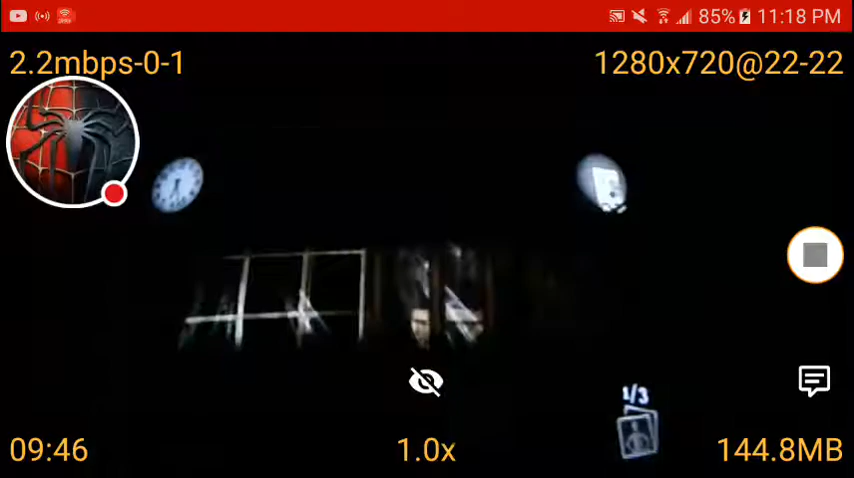 85% 11:18 PM
2.2mbps-0-1
1280x720@22-22
1/3
09:46
1.0x
144.8MB